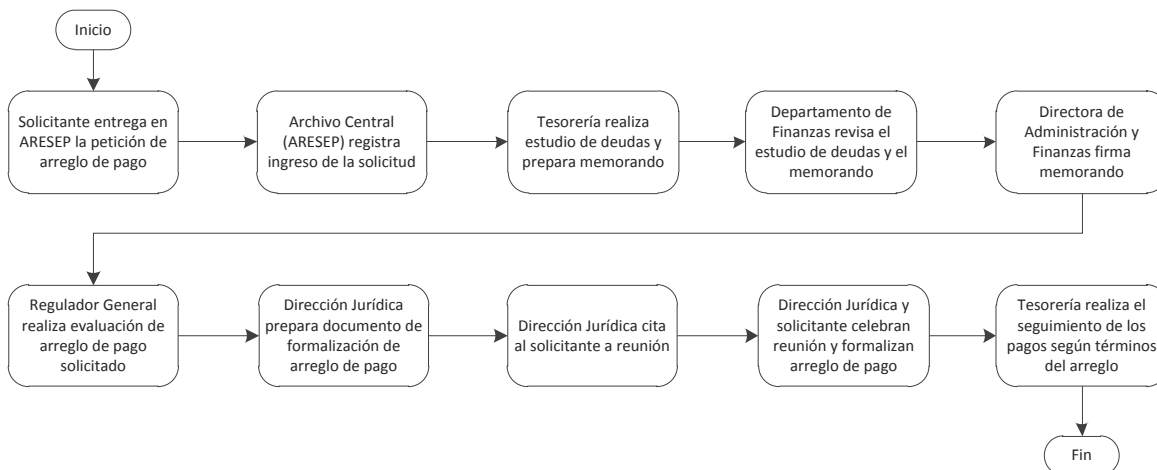 Inicio
Solicitante entrega en
ARESEP la petición de
arreglo de pago
Archivo Central
(ARESEP) registra
ingreso de la solicitud
Tesorería realiza
estudio de deudas y
prepara memorando
Departamento de
Finanzas revisa el
estudio de deudas y el
memorando
Directora de
Administración y
Finanzas firma
memorando
Regulador General
realiza evaluación de
arreglo de pago
solicitado
Dirección Jurídica
prepara documento de
formalización de
arreglo de pago
Dirección Jurídica cita
al solicitante a reunión
Dirección Jurídica y
solicitante celebran
reunión y formalizan
arreglo de pago
Tesorería realiza el
seguimiento de los
pagos según términos
del arreglo
Fin